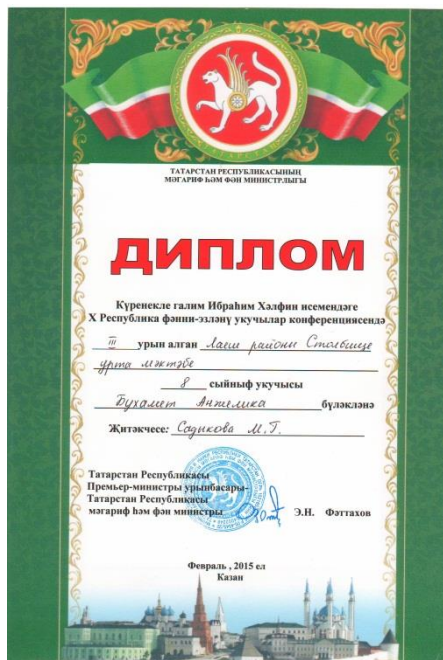 ТАТАРСТАН РЕСПУБЛИКАСЫНЫҢ
МӘГАРИФ ҺӘМ ФӘН МИНИСТРЛЫГЫ
ДИПЛОМ
Күренекле галим Ибраһим Хәлфин исемендәге
X Республика фәнни-эзләнү укучылар конференциясендә
III урын алган Лаеш районы Столбище
урта мәктәбе
8 сыйныф укучысы
Бухамет Анжелика бүләкләнә
Җитәкчесе: Садыкова М.Г.
Татарстан Республикасы
Премьер-министры урынбасары-
Татарстан Республикасы
мәгариф һәм фән министры Э.Н. Фәттахов
Февраль , 2015 ел
Казан